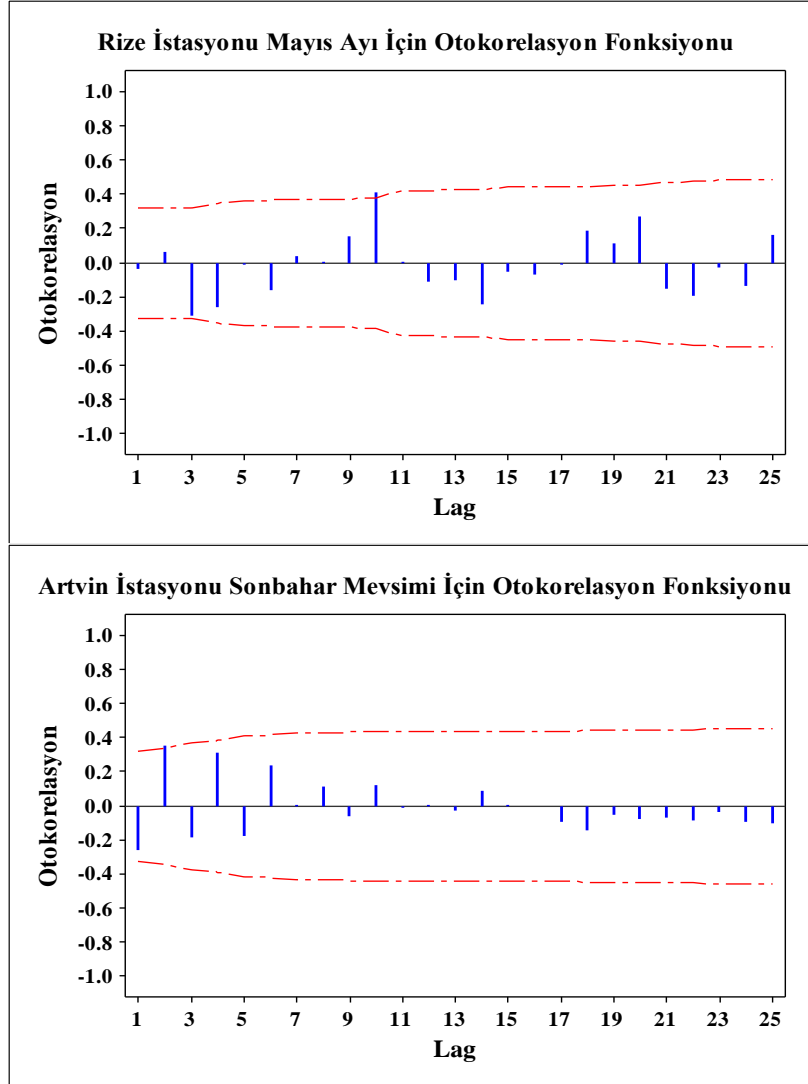 Rize İstasyonu Mayıs Ayı İçin Otokorelasyon Fonksiyonu
1.0
0.8
0.6
0.4
0.2
0.0
-0.2
-0.4
-0.6
-0.8
-1.0
Otokorelasyon
1 3 5 7 9 11 13 15 17 19 21 23 25
Lag
Artvin İstasyonu Sonbahar Mevsimi İçin Otokorelasyon Fonksiyonu
1.0
0.8
0.6
0.4
0.2
0.0
-0.2
-0.4
-0.6
-0.8
-1.0
Otokorelasyon
1 3 5 7 9 11 13 15 17 19 21 23 25
Lag